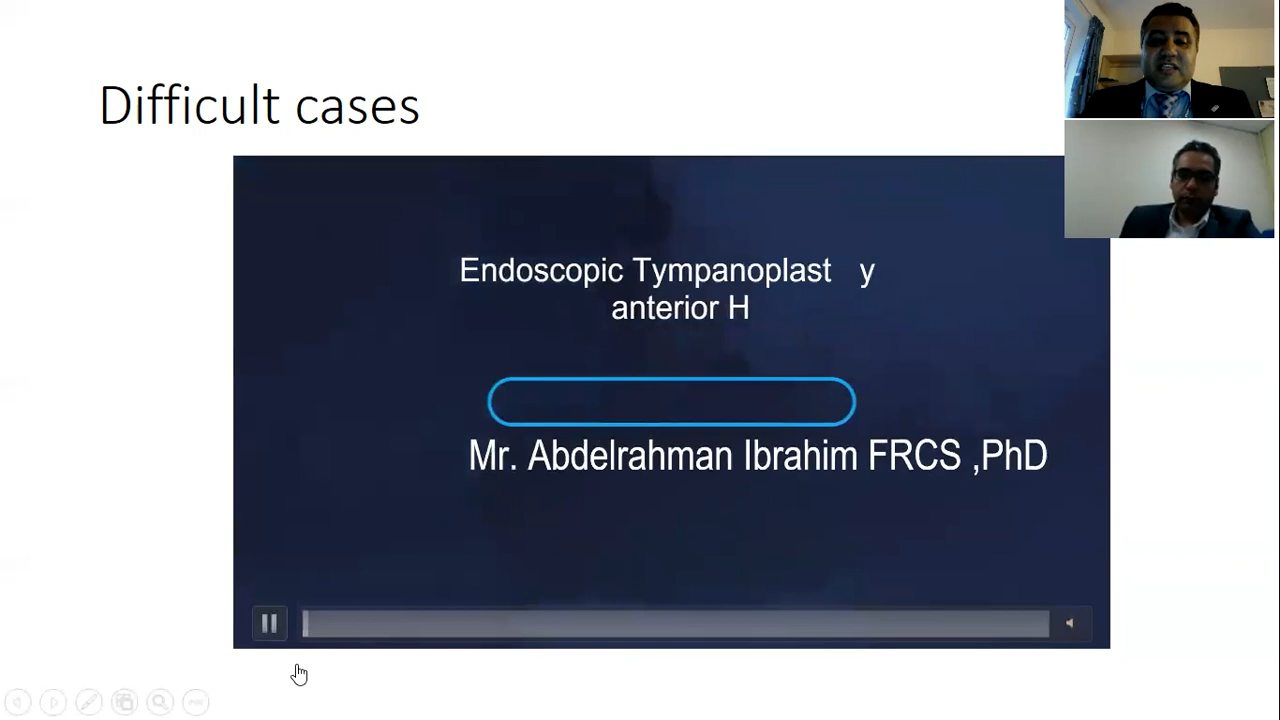 Difficult cases
Endoscopic Tympanoplast y
anterior H
Mr. Abdelrahman Ibrahim FRCS ,PhD